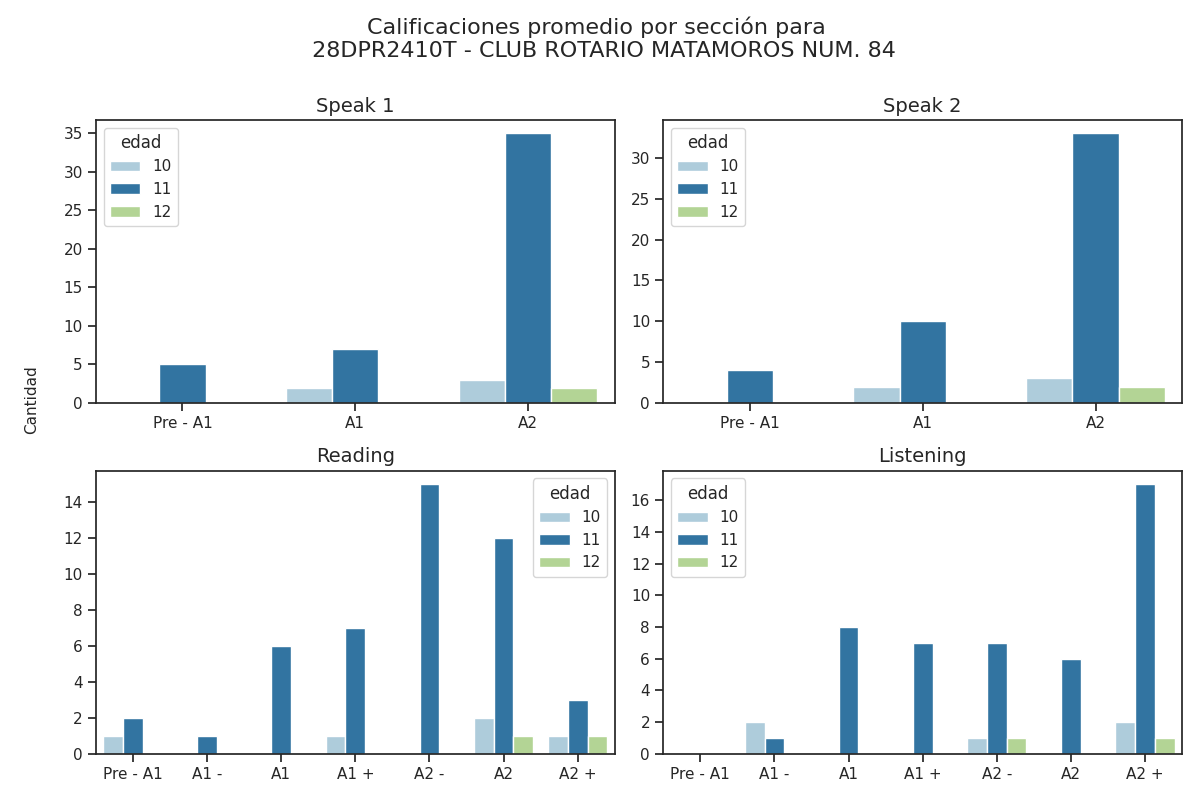 Calificaciones promedio por sección para
28DPR2410T - CLUB ROTARIO MATAMOROS NUM. 84
Cantidad
Speak 1
edad
10
11
12
35
30
25
20
15
10
5
0
Pre - A1 A1 A2
Speak 2
edad
10
11
12
30
25
20
15
10
5
0
Pre - A1 A1 A2
Reading
edad
10
11
12
14
12
10
8
6
4
2
0
Pre - A1 A1 - A1 A1 + A2 - A2 A2 +
Listening
edad
10
11
12
16
14
12
10
8
6
4
2
0
Pre - A1 A1 - A1 A1 + A2 - A2 A2 +